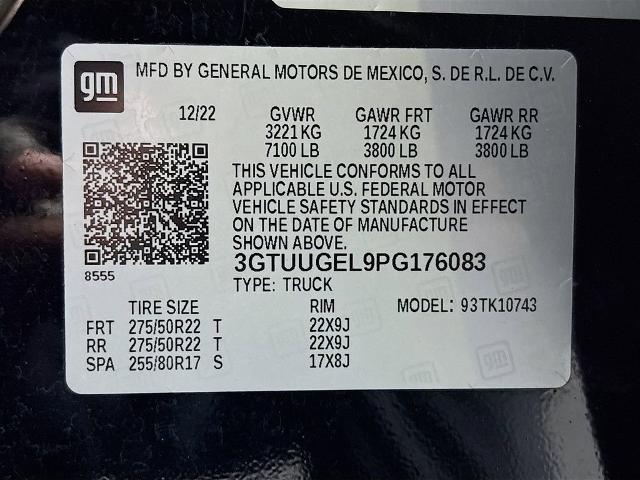 gm
MFD BY GENERAL MOTORS DE MEXICO, S. DE R.L. DE C.V.
12/22 GVWR GAWR FRT GAWR RR
3221 KG 1724 KG 1724 KG
7100 LB 3800 LB 3800 LB
THIS VEHICLE CONFORMS TO ALL
APPLICABLE U.S. FEDERAL MOTOR
VEHICLE SAFETY STANDARDS IN EFFECT
ON THE DATE OF MANUFACTURE
SHOWN ABOVE.
3GTUUGEL9PG176083
8555
TYPE: TRUCK
TIRE SIZE RIM MODEL: 93TK10743
FRT 275/50R22 T 22X9J
RR 275/50R22 T 22X9J
SPA 255/80R17 S 17X8J